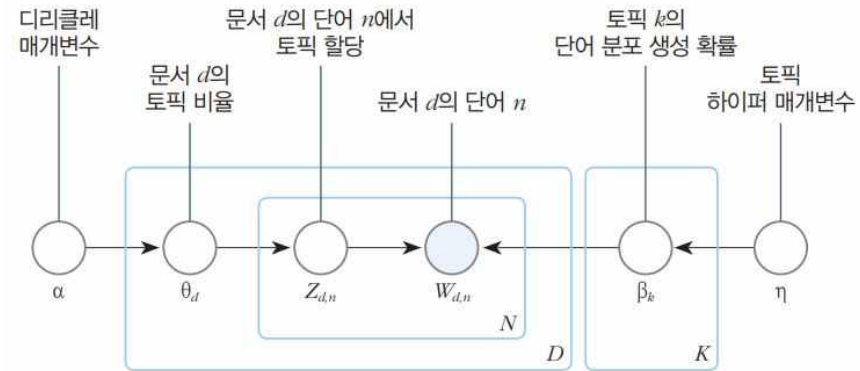 디리클레
매개변수
문서 d의
토픽 비율
문서 d의 단어 n에서
토픽 할당
문서 d의 단어 n
토픽 k의
단어 분포 생성 확률
토픽
하이퍼 매개변수
α
θd
Zd,n
Wd,n
βk
η
N
D
K